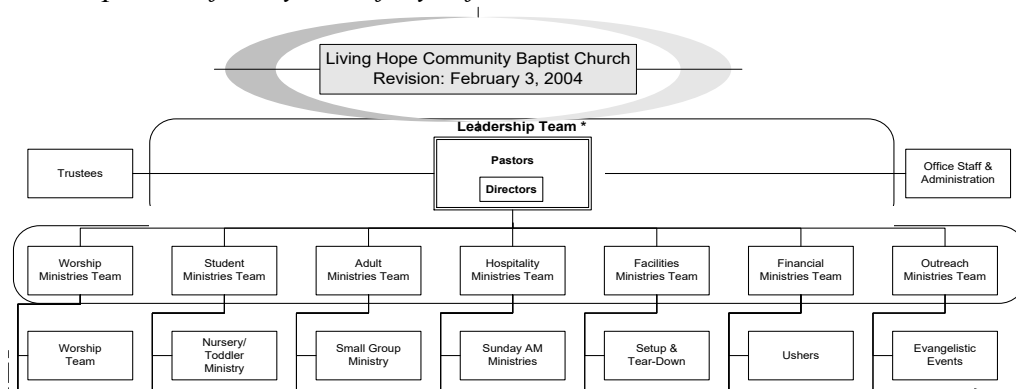 Living Hope Community Baptist Church
Revision: February 3, 2004
Leadership Team *
Trustees
Pastors
Directors
Office Staff &
Administration
Worship
Ministries Team
Student
Ministries Team
Adult
Ministries Team
Hospitality
Ministries Team
Facilities
Ministries Team
Financial
Ministries Team
Outreach
Ministries Team
Worship
Team
Nursery/
Toddler
Ministry
Small Group
Ministry
Sunday AM
Ministries
Setup &
Tear-Down
Ushers
Evangelistic
Events